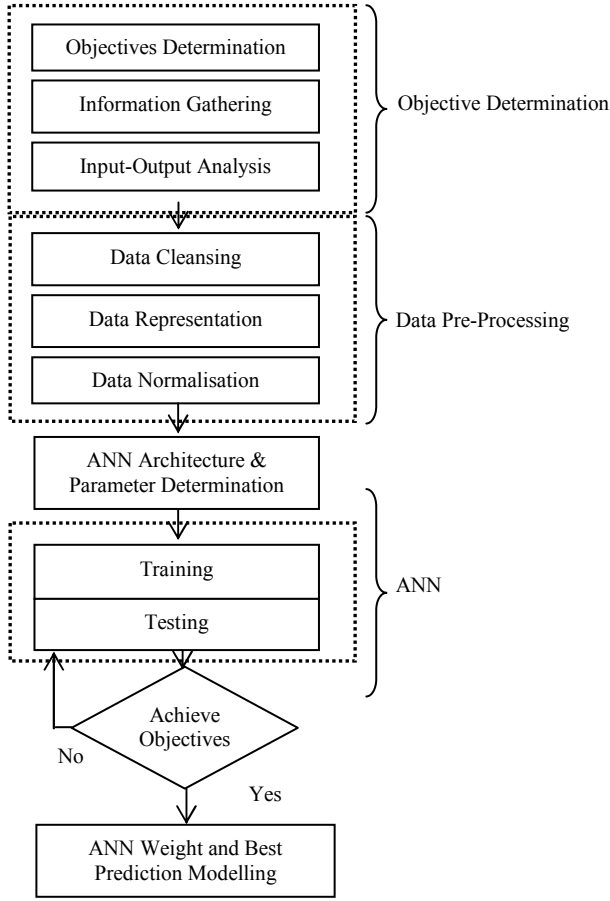 Objectives Determination
Information Gathering
Objective Determination
Input-Output Analysis
Data Cleansing
Data Representation
Data Pre-Processing
Data Normalisation
ANN Architecture &
Parameter Determination
Training
ANN
Testing
Achieve
Objectives
No
Yes
ANN Weight and Best
Prediction Modelling